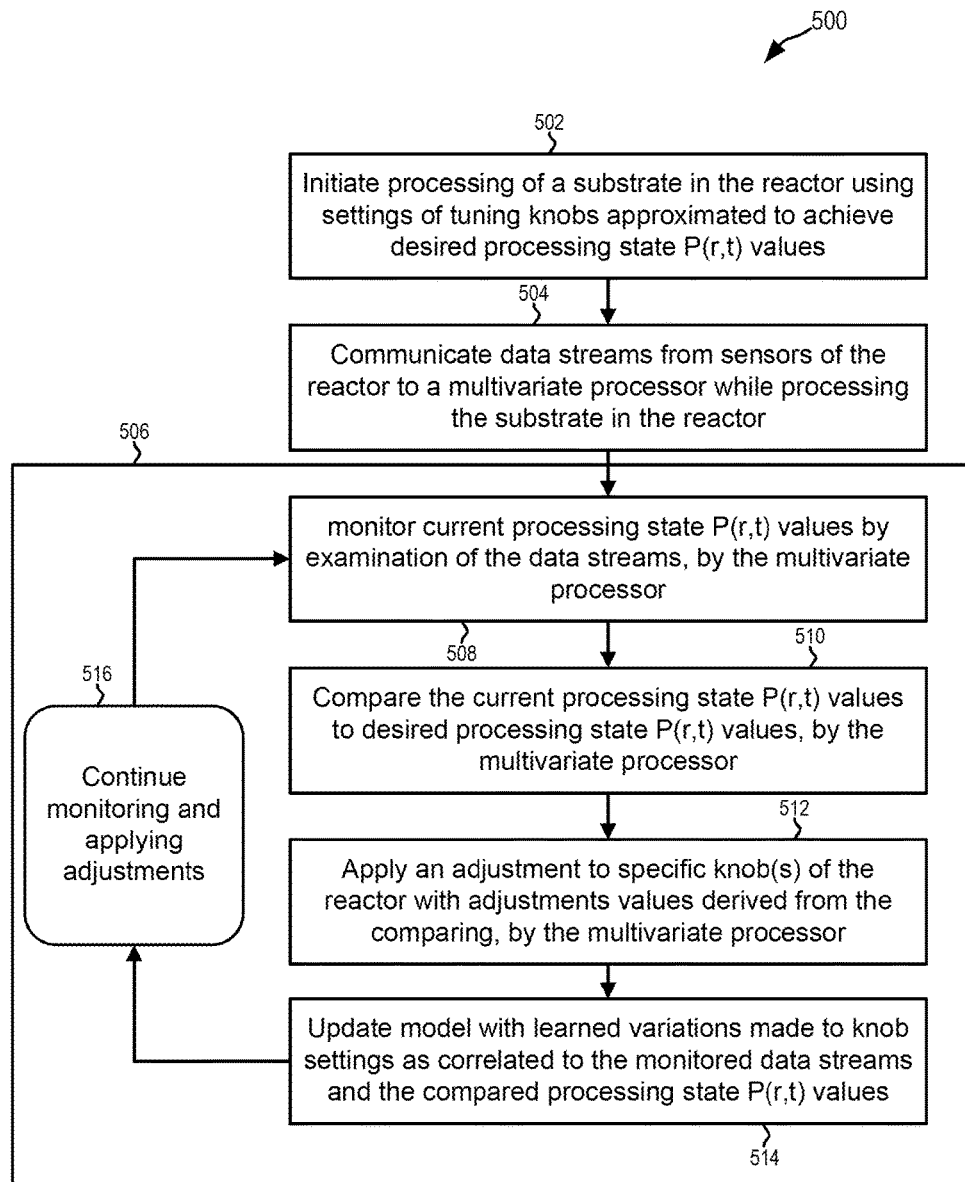 500
502
Initiate processing of a substrate in the reactor using
settings of tuning knobs approximated to achieve
desired processing state P(r,t) values
504
Communicate data streams from sensors of the
reactor to a multivariate processor while processing
the substrate in the reactor
506
monitor current processing state P(r,t) values by
examination of the data streams, by the multivariate
processor
508
510
516
Compare the current processing state P(r,t) values
to desired processing state P(r,t) values, by the
multivariate processor
Continue
monitoring and
applying
adjustments
512
Apply an adjustment to specific knob(s) of the
reactor with adjustments values derived from the
comparing, by the multivariate processor
Update model with learned variations made to knob
settings as correlated to the monitored data streams
and the compared processing state P(r,t) values
514